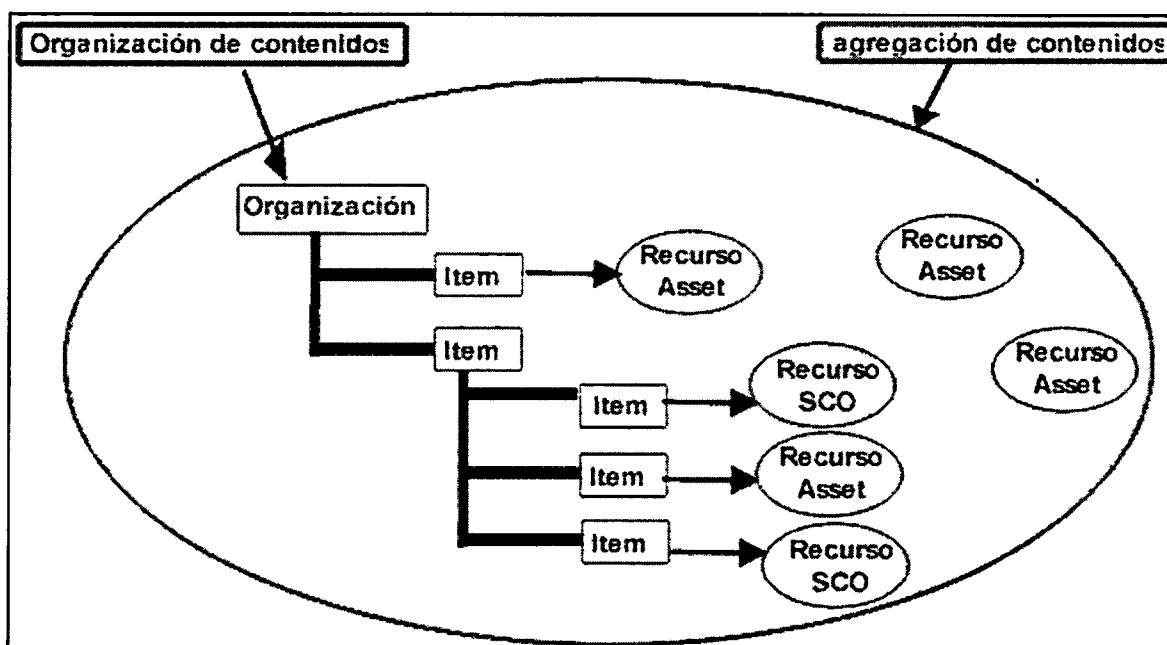 Organización de contenidos
agregación de contenidos
Organización
Item
Recurso
Asset
Recurso
Asset
Item
Recurso
Asset
Item
Recurso
SCO
Item
Recurso
Asset
Item
Recurso
SCO